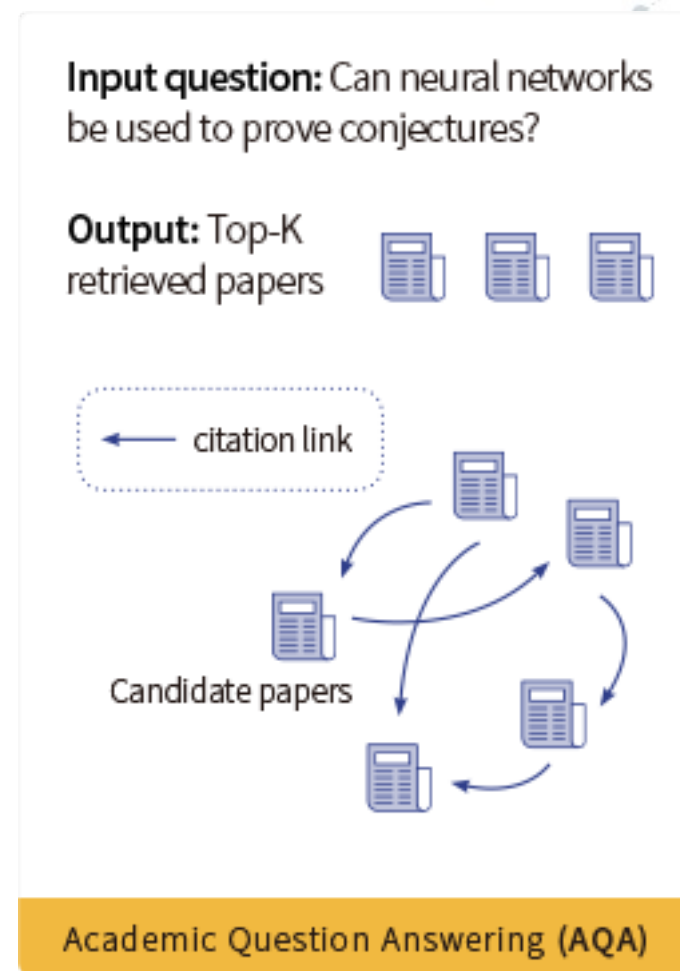 Input question: Can neural networks
be used to prove conjectures?
Output: Top-K
retrieved papers
citation link
Candidate papers
Academic Question Answering (AQA)